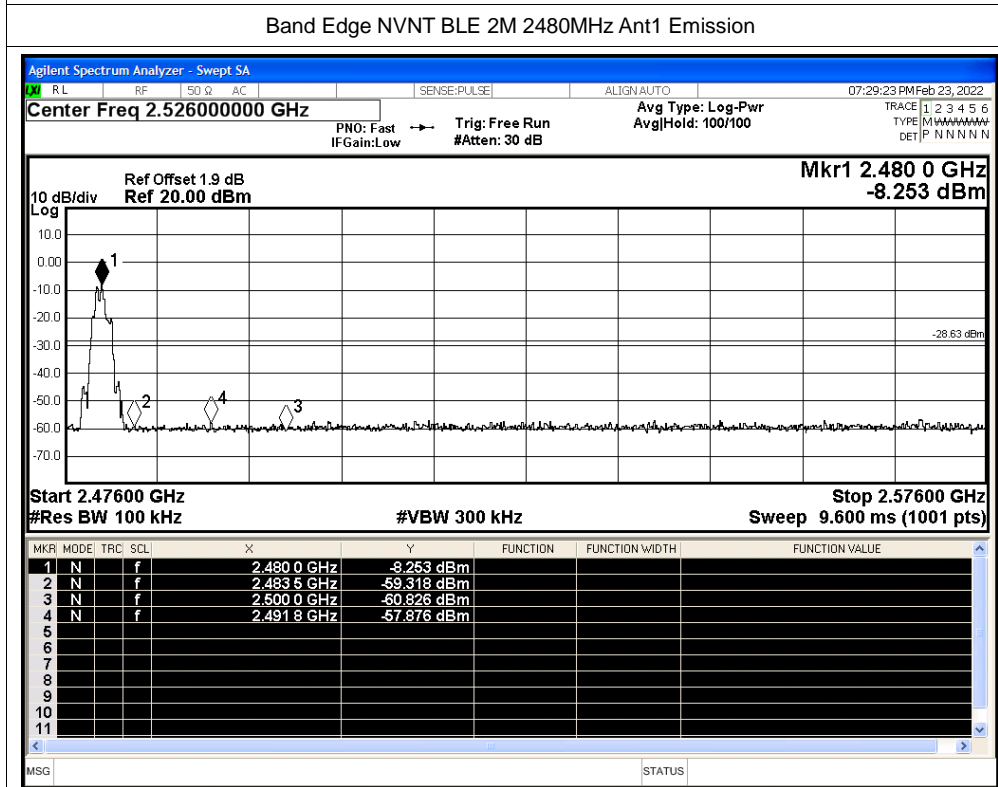 Band Edge NVNT BLE 2M 2480MHz Ant1 Emission
Agilent Spectrum Analyzer - Swept SA
LXI RL RF 50 Ω AC SENSE:PULSE ALIGN AUTO 07:29:23 PM Feb 23, 2022
Center Freq 2.526000000 GHz
PNO: Fast
IFGain:Low
Trig: Free Run
#Atten: 30 dB
Avg Type: Log-Pwr
Avg|Hold: 100/100
TRACE 1 2 3 4 5 6
TYPE M WWWWW
DET P N N N N N
Mkr1 2.480 0 GHz
-8.253 dBm
Ref Offset 1.9 dB
10 dB/div Ref 20.00 dBm
Log
10.0
0.00
-10.0
-20.0
-30.0
-40.0
-50.0
-60.0
-70.0
1
2
4
3
-28.63 dBm
Start 2.47600 GHz Stop 2.57600 GHz
#Res BW 100 kHz #VBW 300 kHz Sweep 9.600 ms (1001 pts)
MKR MODE TRC SCL X Y FUNCTION FUNCTION WIDTH FUNCTION VALUE
1 N f 2.480 0 GHz -8.253 dBm
2 N f 2.483 5 GHz -59.318 dBm
3 N f 2.500 0 GHz -60.826 dBm
4 N f 2.491 8 GHz -57.876 dBm
5
6
7
8
9
10
11
MSG STATUS